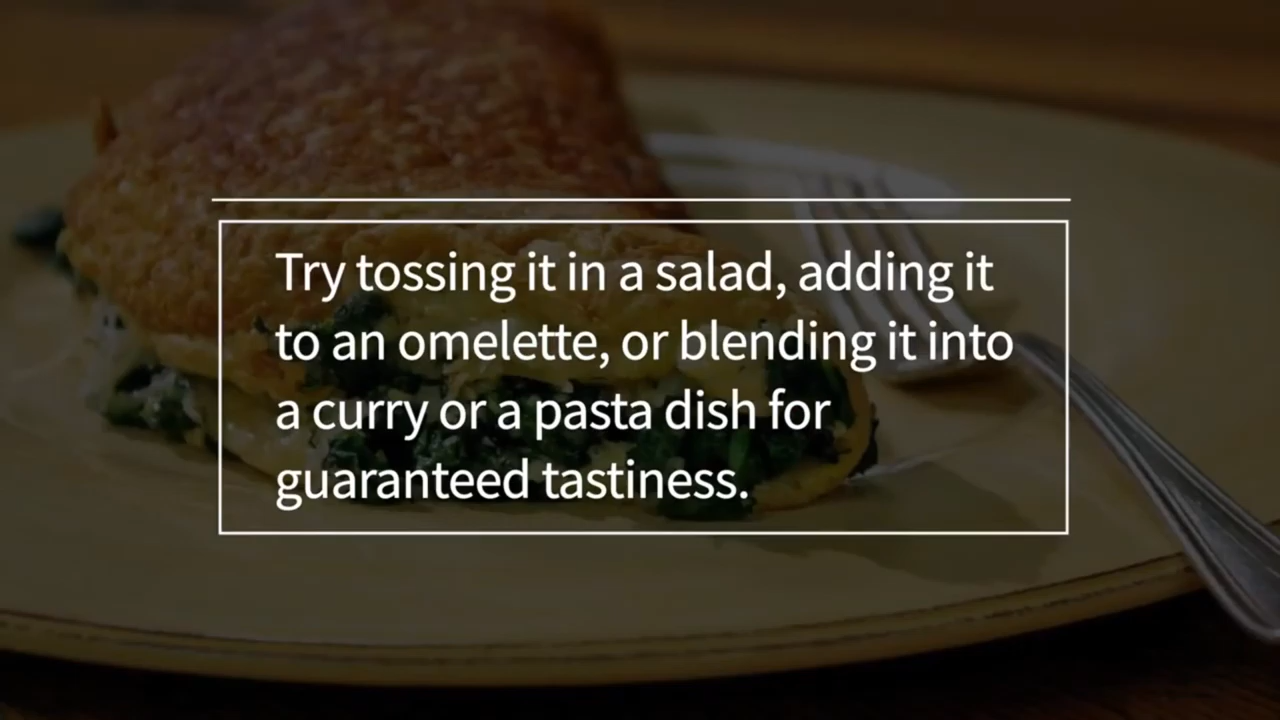 Try tossing it in a salad, adding it
to an omelette, or blending it into
a curry or a pasta dish for
guaranteed tastiness.